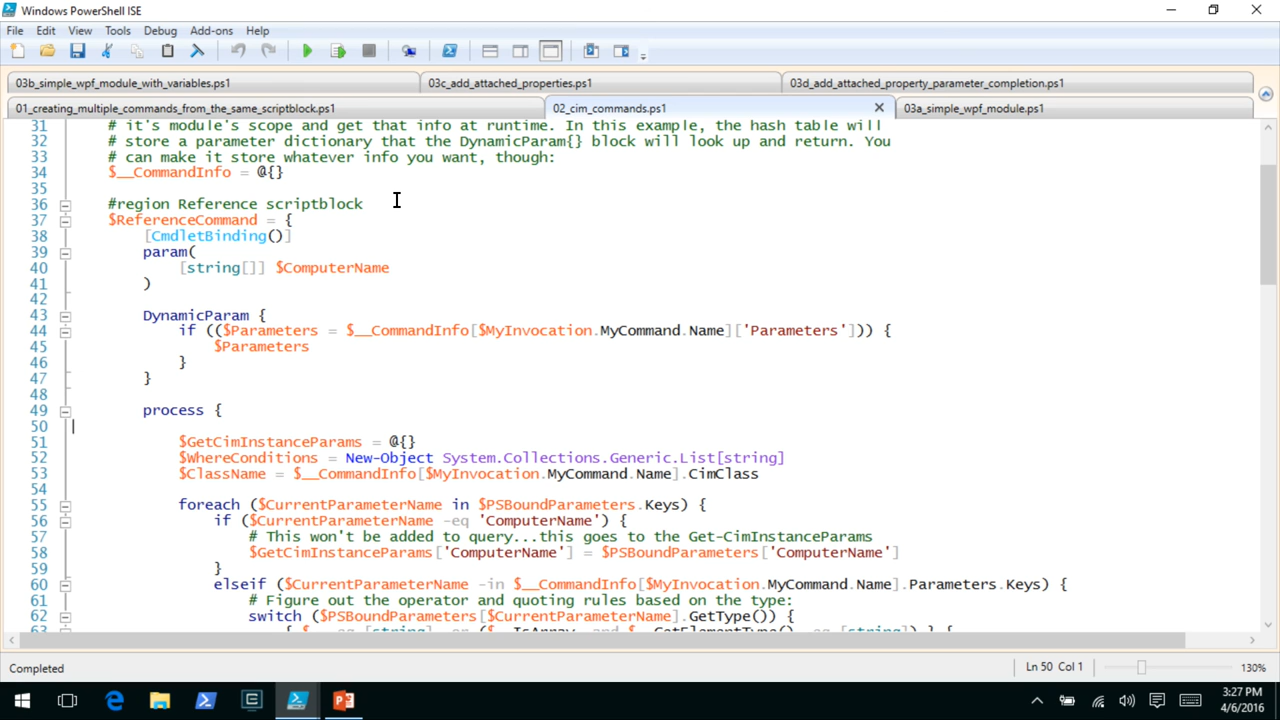 Windows PowerShell ISE
File Edit View Tools Debug Add-ons Help
03b_simple_wpf_module_with_variables.ps1 03c_add_attached_properties.ps1 03d_add_attached_property_parameter_completion.ps1
01_creating_multiple_commands_from_the_same_scriptblock.ps1 02_cim_commands.ps1 03a_simple_wpf_module.ps1
31 # it's module's scope and get that info at runtime. In this example, the hash table will
32 # store a parameter dictionary that the DynamicParam{} block will look up and return. You
33 # can make it store whatever info you want, though:
34 $__CommandInfo = @{}
35
36 #region Reference scriptblock
37 $ReferenceCommand = {
38 [CmdletBinding()]
39 param(
40 [string[]] $ComputerName
41 )
42
43 DynamicParam {
44 if (($Parameters = $__CommandInfo[$MyInvocation.MyCommand.Name]['Parameters'])) {
45 $Parameters
46 }
47 }
48
49 process {
50
51 $GetCimInstanceParams = @{}
52 $WhereConditions = New-Object System.Collections.Generic.List[string]
53 $ClassName = $__CommandInfo[$MyInvocation.MyCommand.Name].CimClass
54
55 foreach ($CurrentParameterName in $PSBoundParameters.Keys) {
56 if ($CurrentParameterName -eq 'ComputerName') {
57 # This won't be added to query...this goes to the Get-CimInstanceParams
58 $GetCimInstanceParams['ComputerName'] = $PSBoundParameters['ComputerName']
59 }
60 elseif ($CurrentParameterName -in $__CommandInfo[$MyInvocation.MyCommand.Name].Parameters.Keys) {
61 # Figure out the operator and quoting rules based on the type:
62 switch ($PSBoundParameters[$CurrentParameterName].GetType()) {
Completed Ln 50 Col 1 130%
3:27 PM
4/6/2016